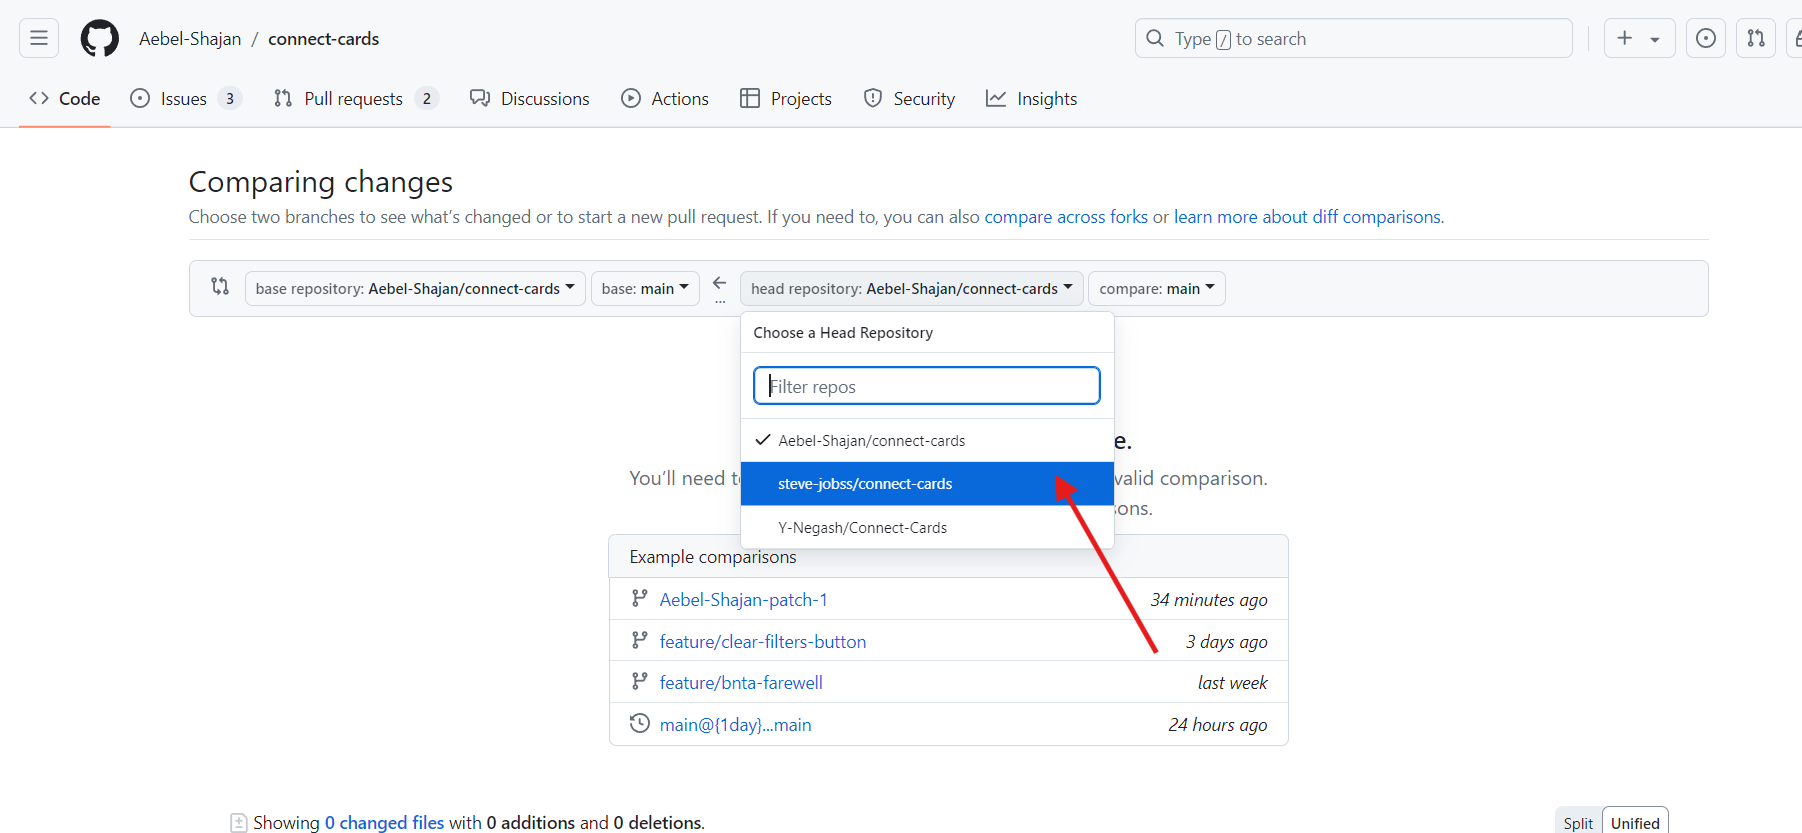 Aebel-Shajan / connect-cards
Type / to search
Code
Issues 3
Pull requests 2
Discussions
Actions
Projects
Security
Insights
Comparing changes
Choose two branches to see what’s changed or to start a new pull request. If you need to, you can also compare across forks or learn more about diff comparisons.
base repository: Aebel-Shajan/connect-cards
base: main
...
head repository: Aebel-Shajan/connect-cards
compare: main
Choose a Head Repository
Filter repos
Aebel-Shajan/connect-cards
steve-jobss/connect-cards
Y-Negash/Connect-Cards
e.
You’ll need t
valid comparison.
sons.
Example comparisons
Aebel-Shajan-patch-1 34 minutes ago
feature/clear-filters-button 3 days ago
feature/bnta-farewell last week
main@{1day}...main 24 hours ago
Showing 0 changed files with 0 additions and 0 deletions.
Split Unified